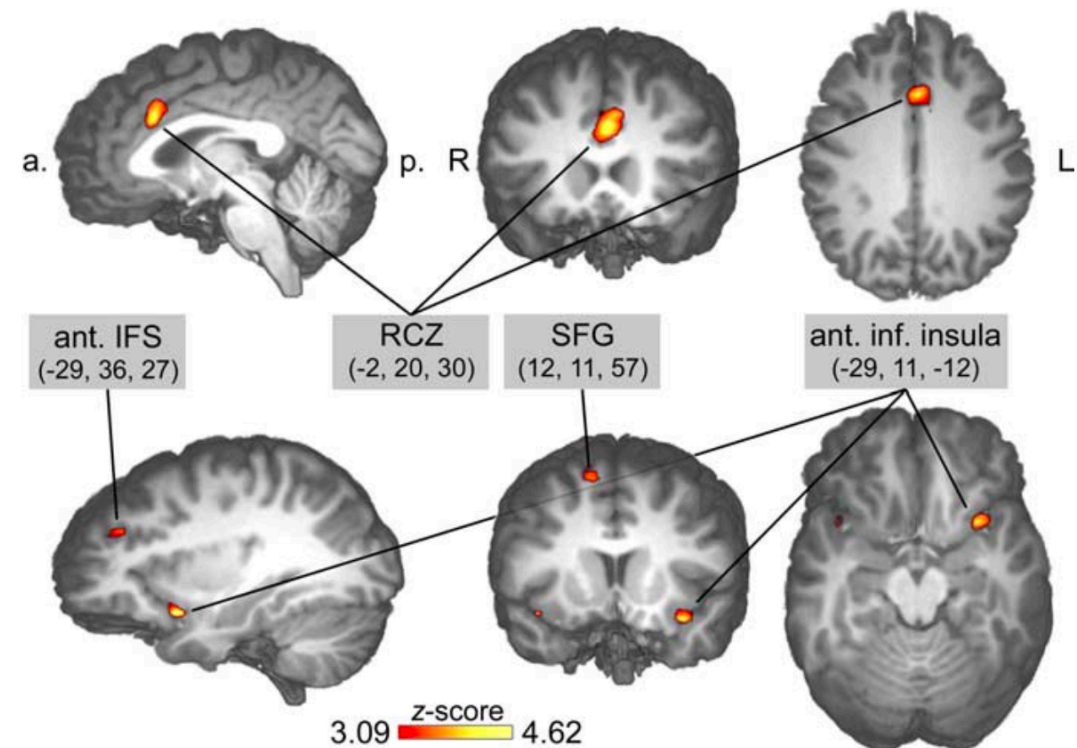 a.
p.
R
L
ant. IFS
(-29, 36, 27)
RCZ
(-2, 20, 30)
SFG
(12, 11, 57)
ant. inf. insula
(-29, 11, -12)
z-score
3.09
4.62